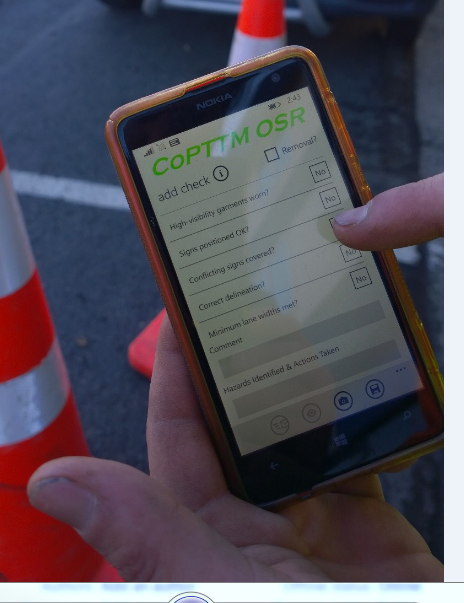 NOKIA
2:43
CoPTTM OSR
add check i
Removal?
High-visibility garments worn?
No
Signs positioned OK?
No
Conflicting signs covered?
Correct delineation?
No
Minimum lane widths met?
No
Comment
Hazards Identified & Actions Taken